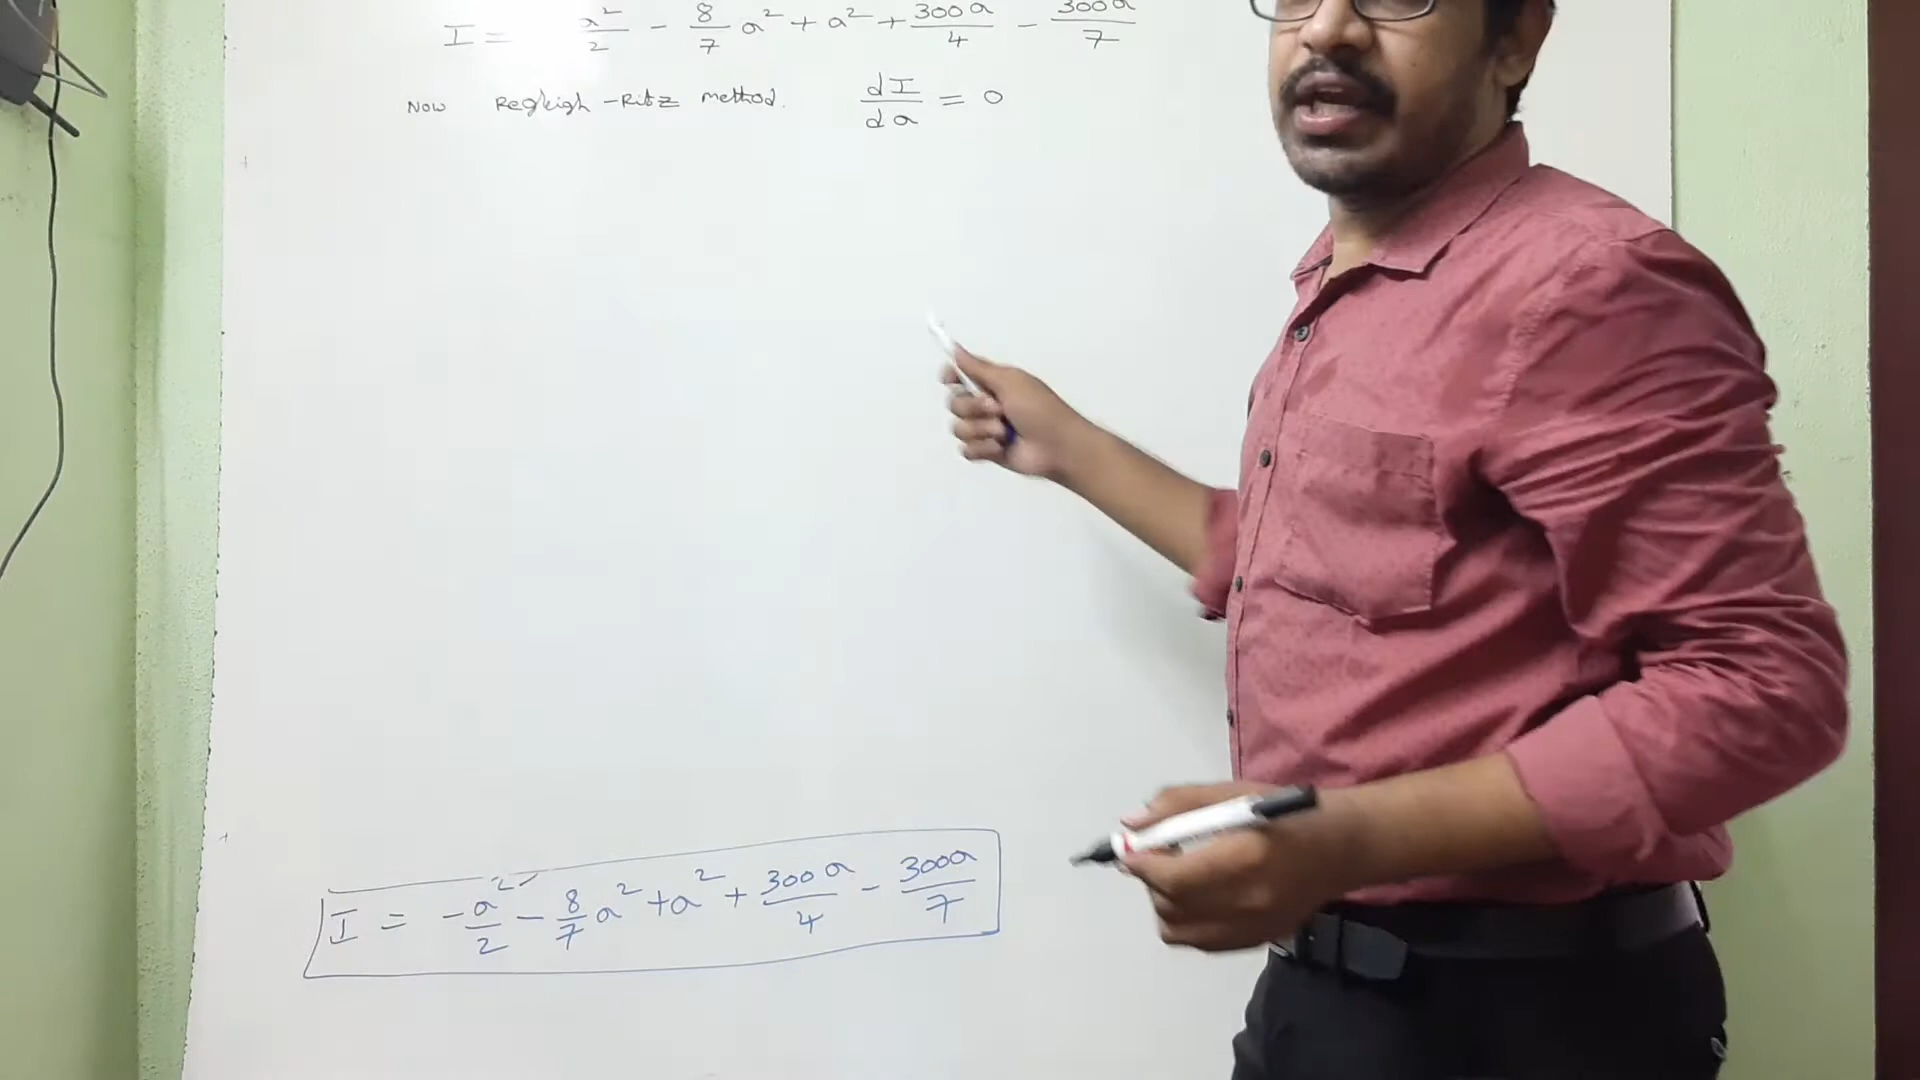 I = a²/2 - 8/7 a² + a² + 300a/4 - 300a/7
Now Regleigh-Ritz method. dI/da = 0
I = -a²/2 - 8/7 a² + a² + 300a/4 - 300a/7